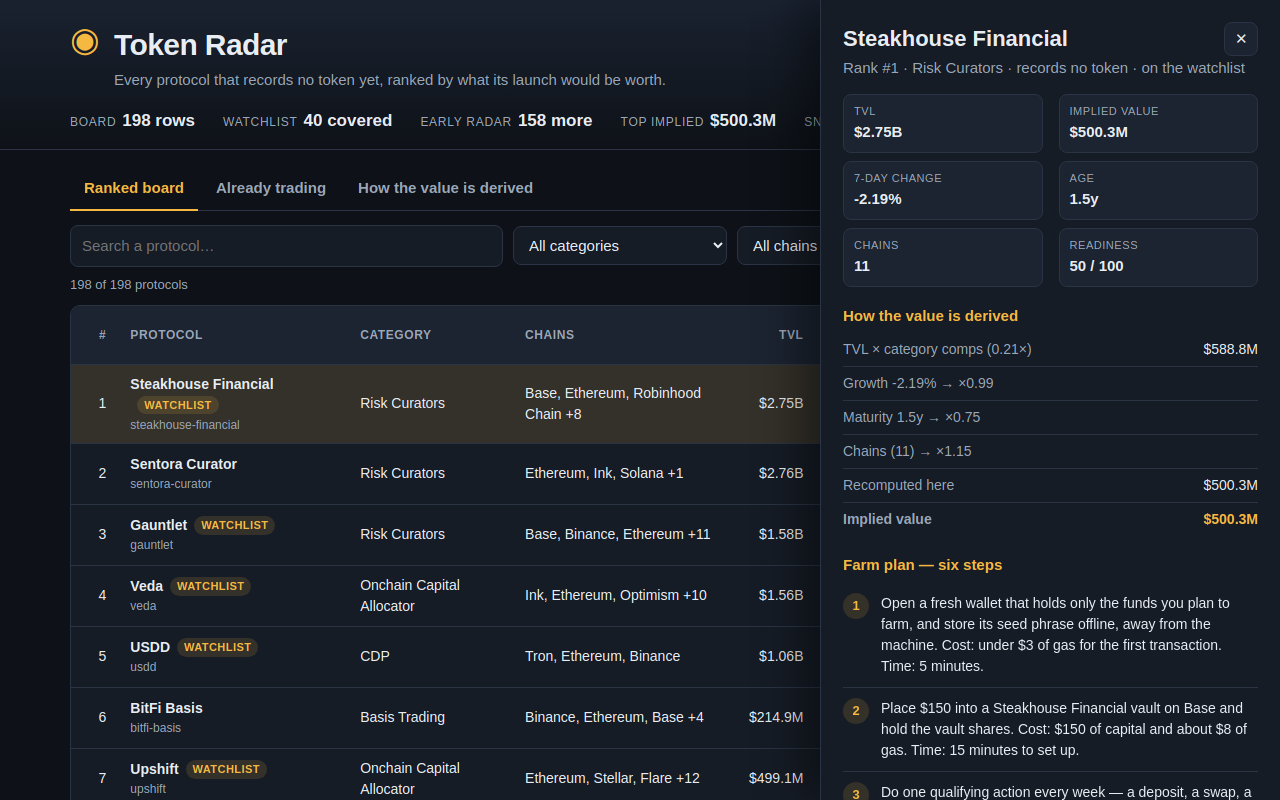 Token Radar
Every protocol that records no token yet, ranked by what its launch would be worth.
BOARD 198 rows WATCHLIST 40 covered EARLY RADAR 158 more TOP IMPLIED $500.3M
Ranked board Already trading How the value is derived
Search a protocol… All categories All chains
198 of 198 protocols
# PROTOCOL CATEGORY CHAINS TVL
1 Steakhouse Financial WATCHLIST steakhouse-financial Risk Curators Base, Ethereum, Robinhood Chain +8 $2.75B
2 Sentora Curator sentora-curator Risk Curators Ethereum, Ink, Solana +1 $2.76B
3 Gauntlet WATCHLIST gauntlet Risk Curators Base, Binance, Ethereum +11 $1.58B
4 Veda WATCHLIST veda Onchain Capital Allocator Ink, Ethereum, Optimism +10 $1.56B
5 USDD WATCHLIST usdd CDP Tron, Ethereum, Binance $1.06B
6 BitFi Basis bitfi-basis Basis Trading Binance, Ethereum, Base +4 $214.9M
7 Upshift WATCHLIST upshift Onchain Capital Allocator Ethereum, Stellar, Flare +12 $499.1M
Steakhouse Financial ✕
Rank #1 · Risk Curators · records no token · on the watchlist
TVL $2.75B
IMPLIED VALUE $500.3M
7-DAY CHANGE -2.19%
AGE 1.5y
CHAINS 11
READINESS 50 / 100
How the value is derived
TVL × category comps (0.21×) $588.8M
Growth -2.19% → ×0.99
Maturity 1.5y → ×0.75
Chains (11) → ×1.15
Recomputed here $500.3M
Implied value $500.3M
Farm plan — six steps
1 Open a fresh wallet that holds only the funds you plan to
farm, and store its seed phrase offline, away from the
machine. Cost: under $3 of gas for the first transaction.
Time: 5 minutes.
2 Place $150 into a Steakhouse Financial vault on Base and
hold the vault shares. Cost: $150 of capital and about $8 of
gas. Time: 15 minutes to set up.
3 Do one qualifying action every week — a deposit, a swap, a